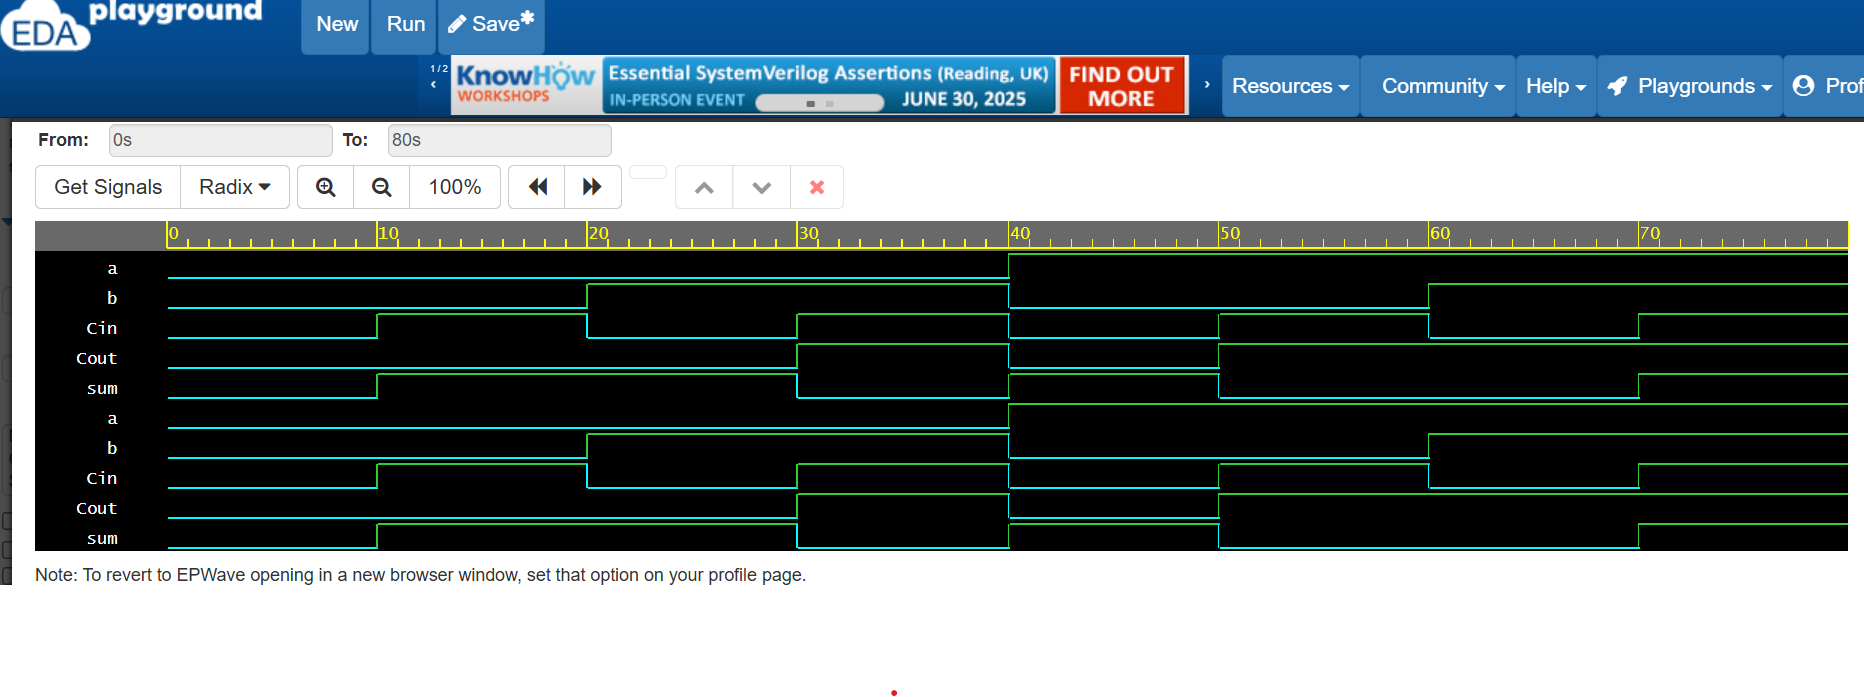 EDA playground
New Run Save*
1/2
KnowHow WORKSHOPS
Essential SystemVerilog Assertions (Reading, UK)
IN-PERSON EVENT JUNE 30, 2025
FIND OUT MORE
Resources Community Help Playgrounds Prof
From: 0s To: 80s
Get Signals Radix 100%
0 10 20 30 40 50 60 70
a
b
Cin
Cout
sum
a
b
Cin
Cout
sum
Note: To revert to EPWave opening in a new browser window, set that option on your profile page.